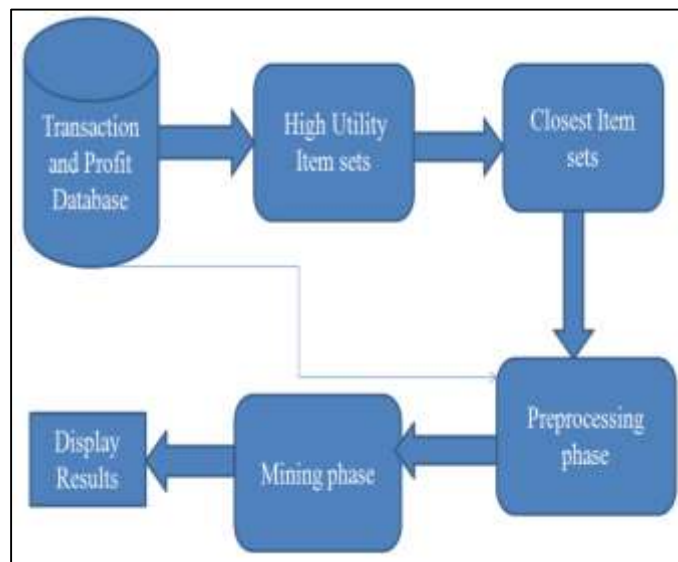 Transaction
and Profit
Database
High Utility
Item sets
Closest Item
sets
Preprocessing
phase
Mining phase
Display
Results